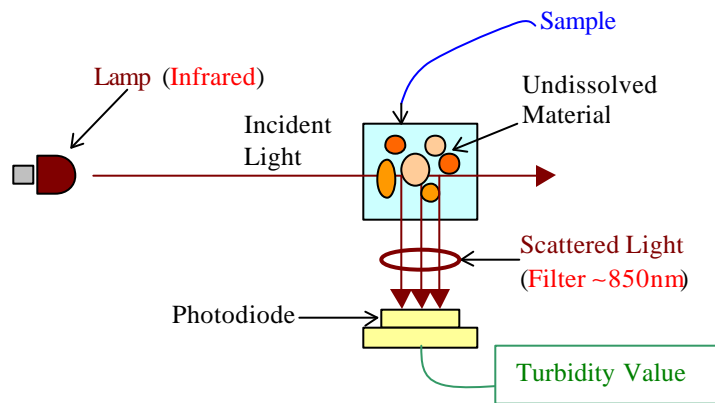 Sample
Lamp (Infrared)
Undissolved
Material
Incident
Light
Scattered Light
(Filter ~850nm)
Photodiode
Turbidity Value